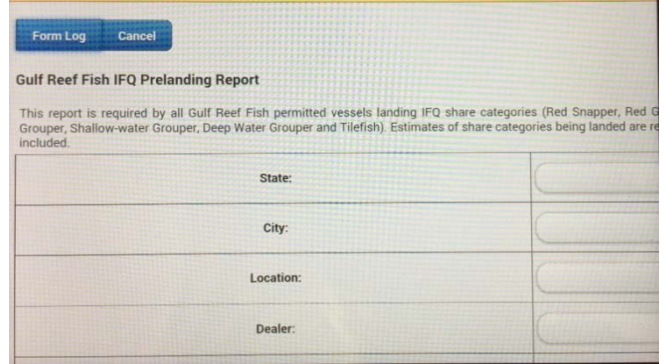 Form Log Cancel
Gulf Reef Fish IFQ Prelanding Report
This report is required by all Gulf Reef Fish permitted vessels landing IFQ share categories (Red Snapper, Red
Grouper, Shallow-water Grouper, Deep Water Grouper and Tilefish). Estimates of share categories being landed are
included.
State:
City:
Location:
Dealer: